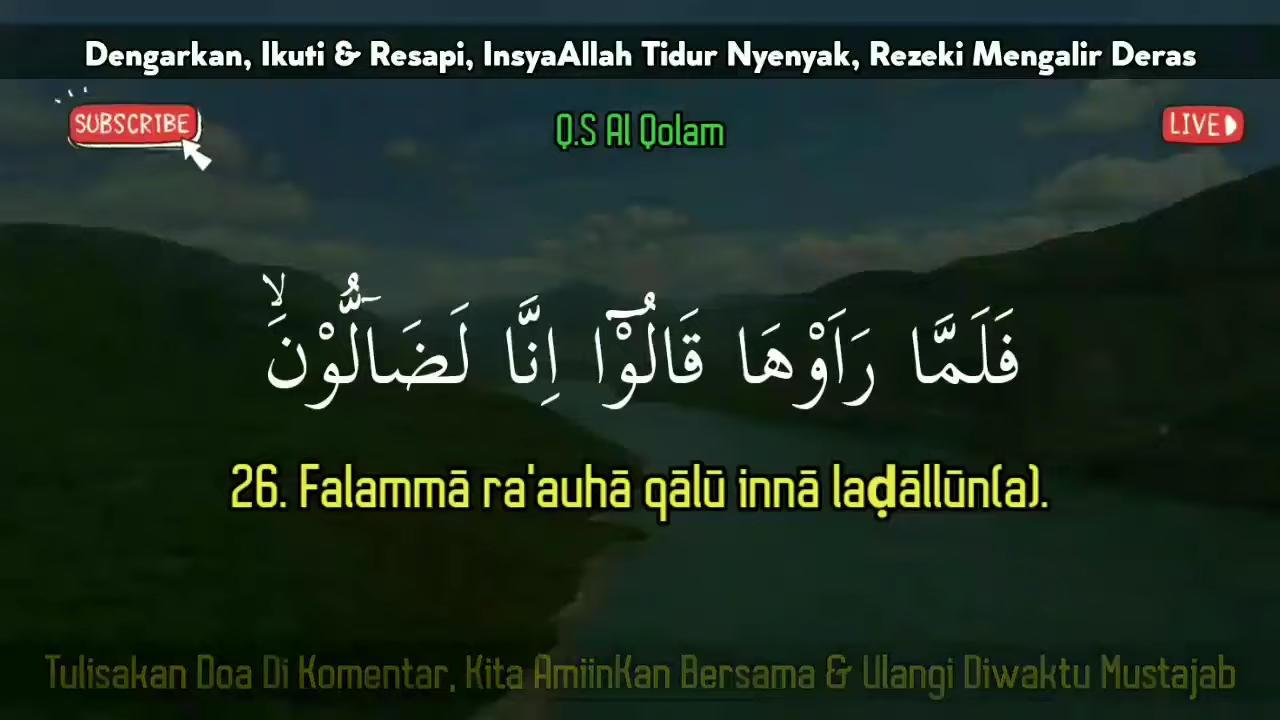 Dengarkan, Ikuti & Resapi, InsyaAllah Tidur Nyenyak, Rezeki Mengalir Deras
SUBSCRIBE
Q.S Al Qolam
LIVE
فَلَمَّا رَاَوْهَا قَالُوْٓا اِنَّا لَضَاۤلُّوْنَۙ
26. Falammā ra'auhā qālū innā laḍāllūn(a).
Tulisakan Doa Di Komentar, Kita AmiinKan Bersama & Ulangi Diwaktu Mustajab